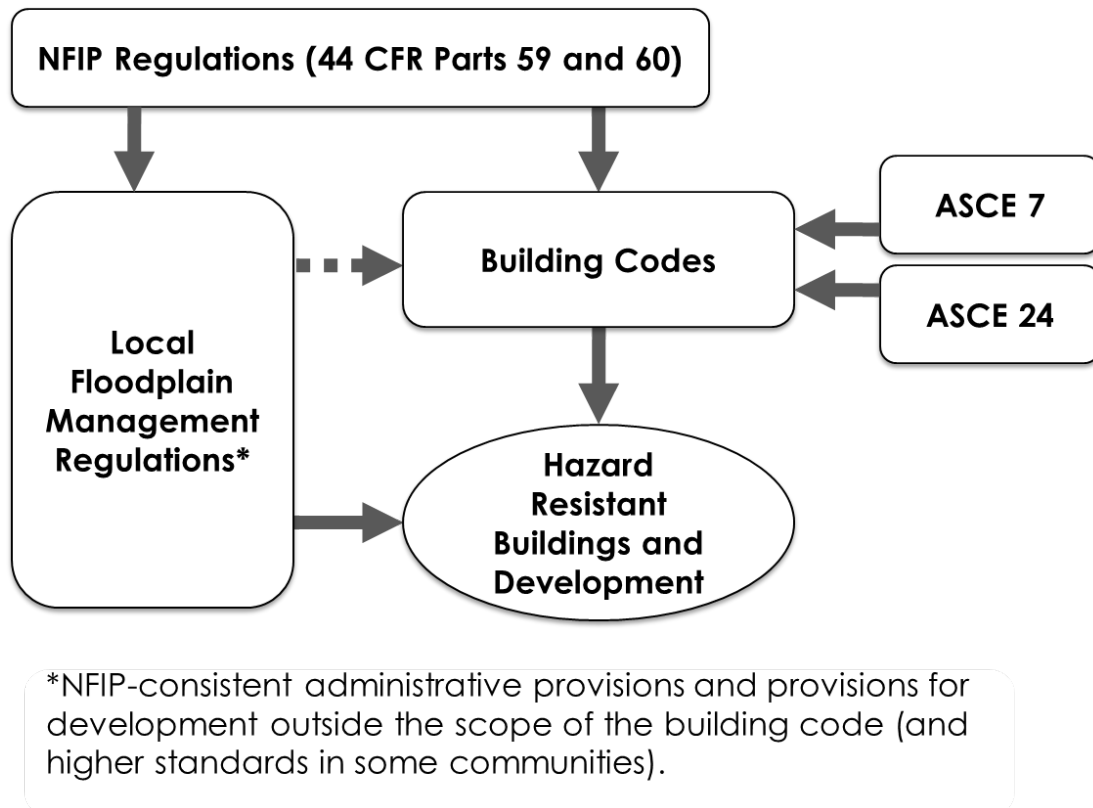 NFIP Regulations (44 CFR Parts 59 and 60)
ASCE 7
Building Codes
ASCE 24
Local
Floodplain
Management
Regulations*
Hazard
Resistant
Buildings and
Development
*NFIP-consistent administrative provisions and provisions for
development outside the scope of the building code (and
higher standards in some communities).